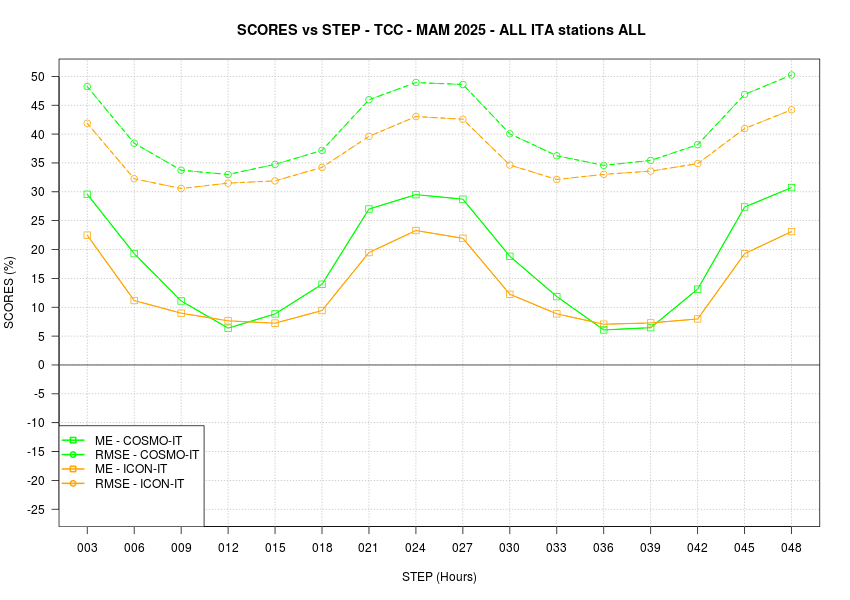 SCORES vs STEP - TCC - MAM 2025 - ALL ITA stations ALL
SCORES (%)
50
45
40
35
30
25
20
15
10
5
0
-5
-10
-15
-20
-25
ME - COSMO-IT
RMSE - COSMO-IT
ME - ICON-IT
RMSE - ICON-IT
003 006 009 012 015 018 021 024 027 030 033 036 039 042 045 048
STEP (Hours)